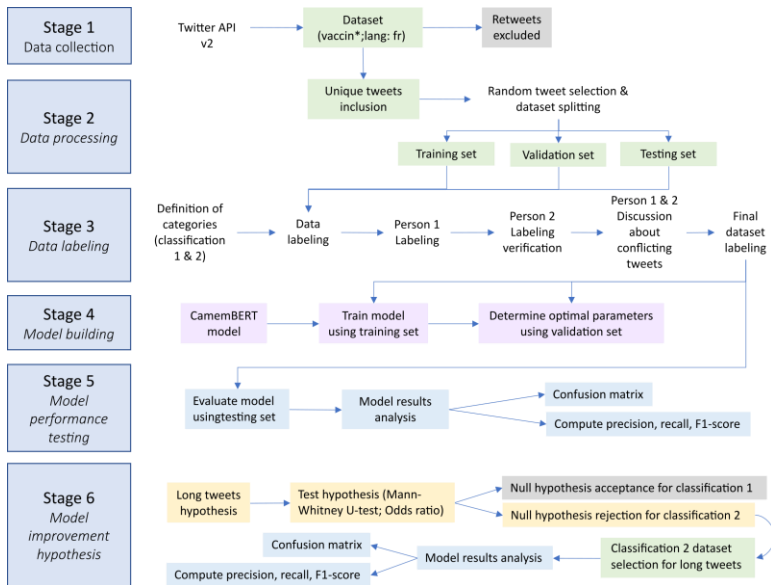 Stage 1
Data collection
Twitter API
v2
Dataset
(vaccin*;lang: fr)
Retweets
excluded
Unique tweets
inclusion
Stage 2
Data processing
Random tweet selection &
dataset splitting
Training set
Validation set
Testing set
Stage 3
Data labeling
Definition of
categories
(classification
1 & 2)
Data
labeling
Person 1
Labeling
Person 2
Labeling
verification
Person 1 & 2
Discussion
about
conflicting
tweets
Final
dataset
labeling
Stage 4
Model building
CamemBERT
model
Train model
using training set
Determine optimal parameters
using validation set
Stage 5
Model
performance
testing
Evaluate model
usingtesting set
Model results
analysis
Confusion matrix
Compute precision, recall, F1-score
Stage 6
Model
improvement
hypothesis
Long tweets
hypothesis
Test hypothesis (Mann-
Whitney U-test; Odds ratio)
Null hypothesis acceptance for classification 1
Null hypothesis rejection for classification 2
Classification 2 dataset
selection for long tweets
Model results analysis
Confusion matrix
Compute precision, recall, F1-score